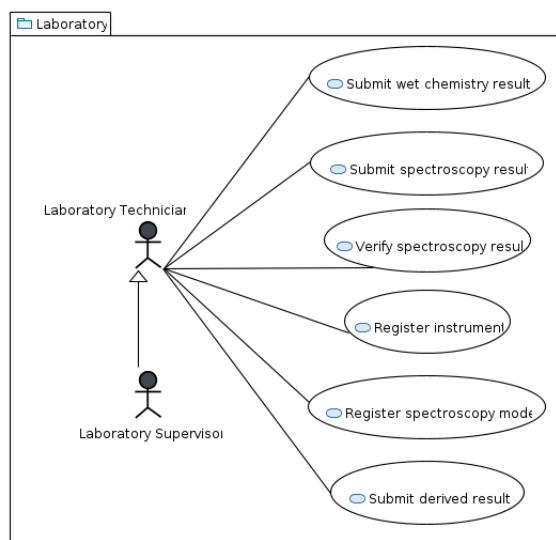 Laboratory
Submit wet chemistry result
Submit spectroscopy resul
Laboratory Technician
Verify spectroscopy resul
Register instrument
Register spectroscopy mode
Laboratory Supervisor
Submit derived result